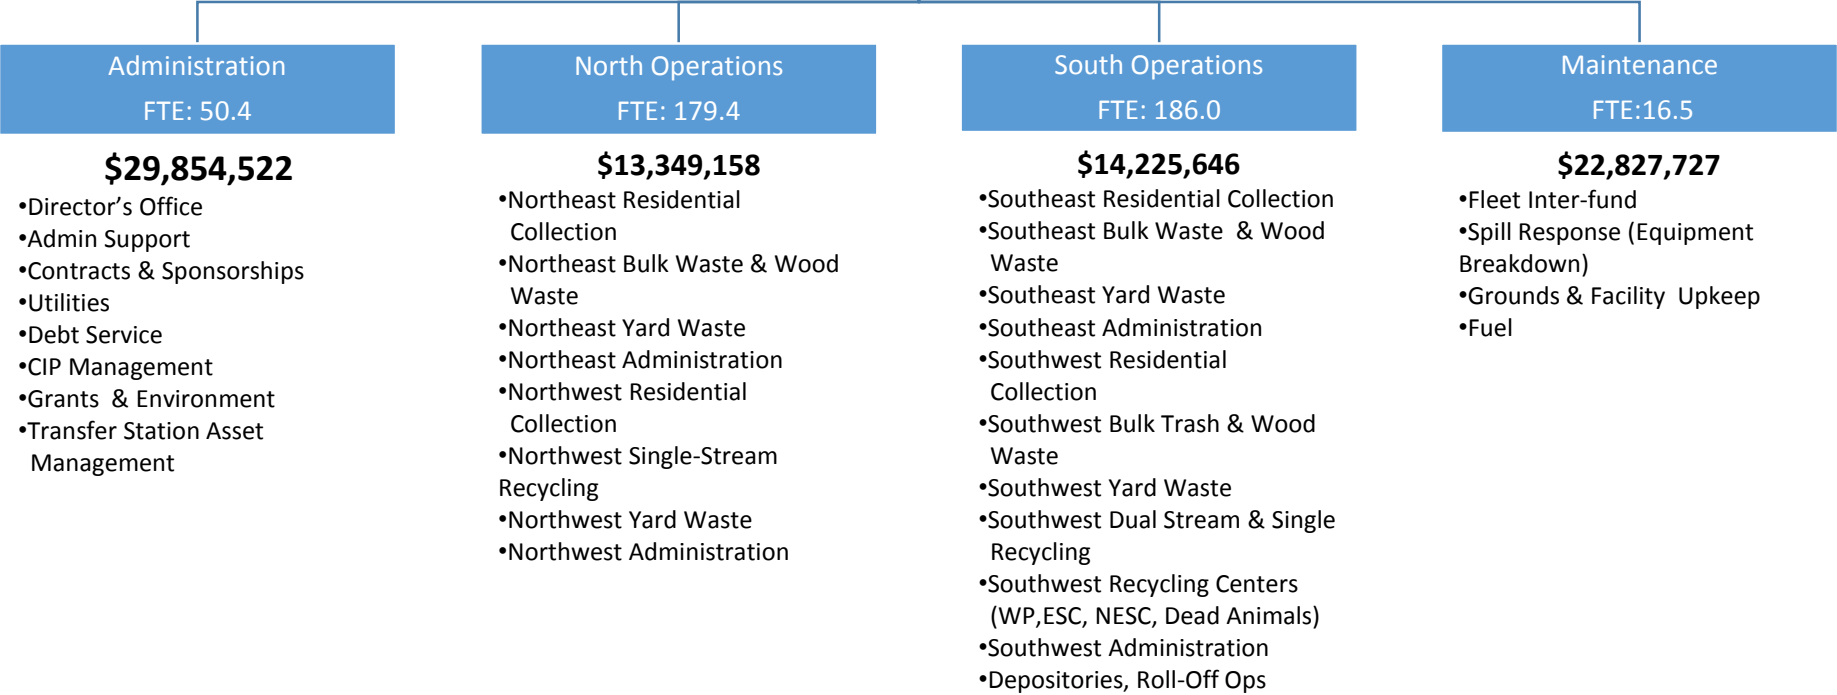 Administration
FTE: 50.4
$29,854,522
•Director’s Office
•Admin Support
•Contracts & Sponsorships
•Utilities
•Debt Service
•CIP Management
•Grants & Environment
•Transfer Station Asset
Management
North Operations
FTE: 179.4
$13,349,158
•Northeast Residential
Collection
•Northeast Bulk Waste & Wood
Waste
•Northeast Yard Waste
•Northeast Administration
•Northwest Residential
Collection
•Northwest Single-Stream
Recycling
•Northwest Yard Waste
•Northwest Administration
South Operations
FTE: 186.0
$14,225,646
•Southeast Residential Collection
•Southeast Bulk Waste & Wood
Waste
•Southeast Yard Waste
•Southeast Administration
•Southwest Residential
Collection
•Southwest Bulk Trash & Wood
Waste
•Southwest Yard Waste
•Southwest Dual Stream & Single
Recycling
•Southwest Recycling Centers
(WP,ESC, NESC, Dead Animals)
•Southwest Administration
•Depositories, Roll-Off Ops
Maintenance
FTE:16.5
$22,827,727
•Fleet Inter-fund
•Spill Response (Equipment
Breakdown)
•Grounds & Facility Upkeep
•Fuel